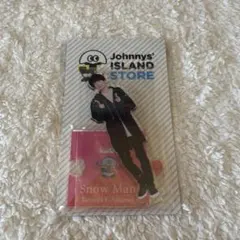 Johnnys'
ISLAND
STORE
Snow Man